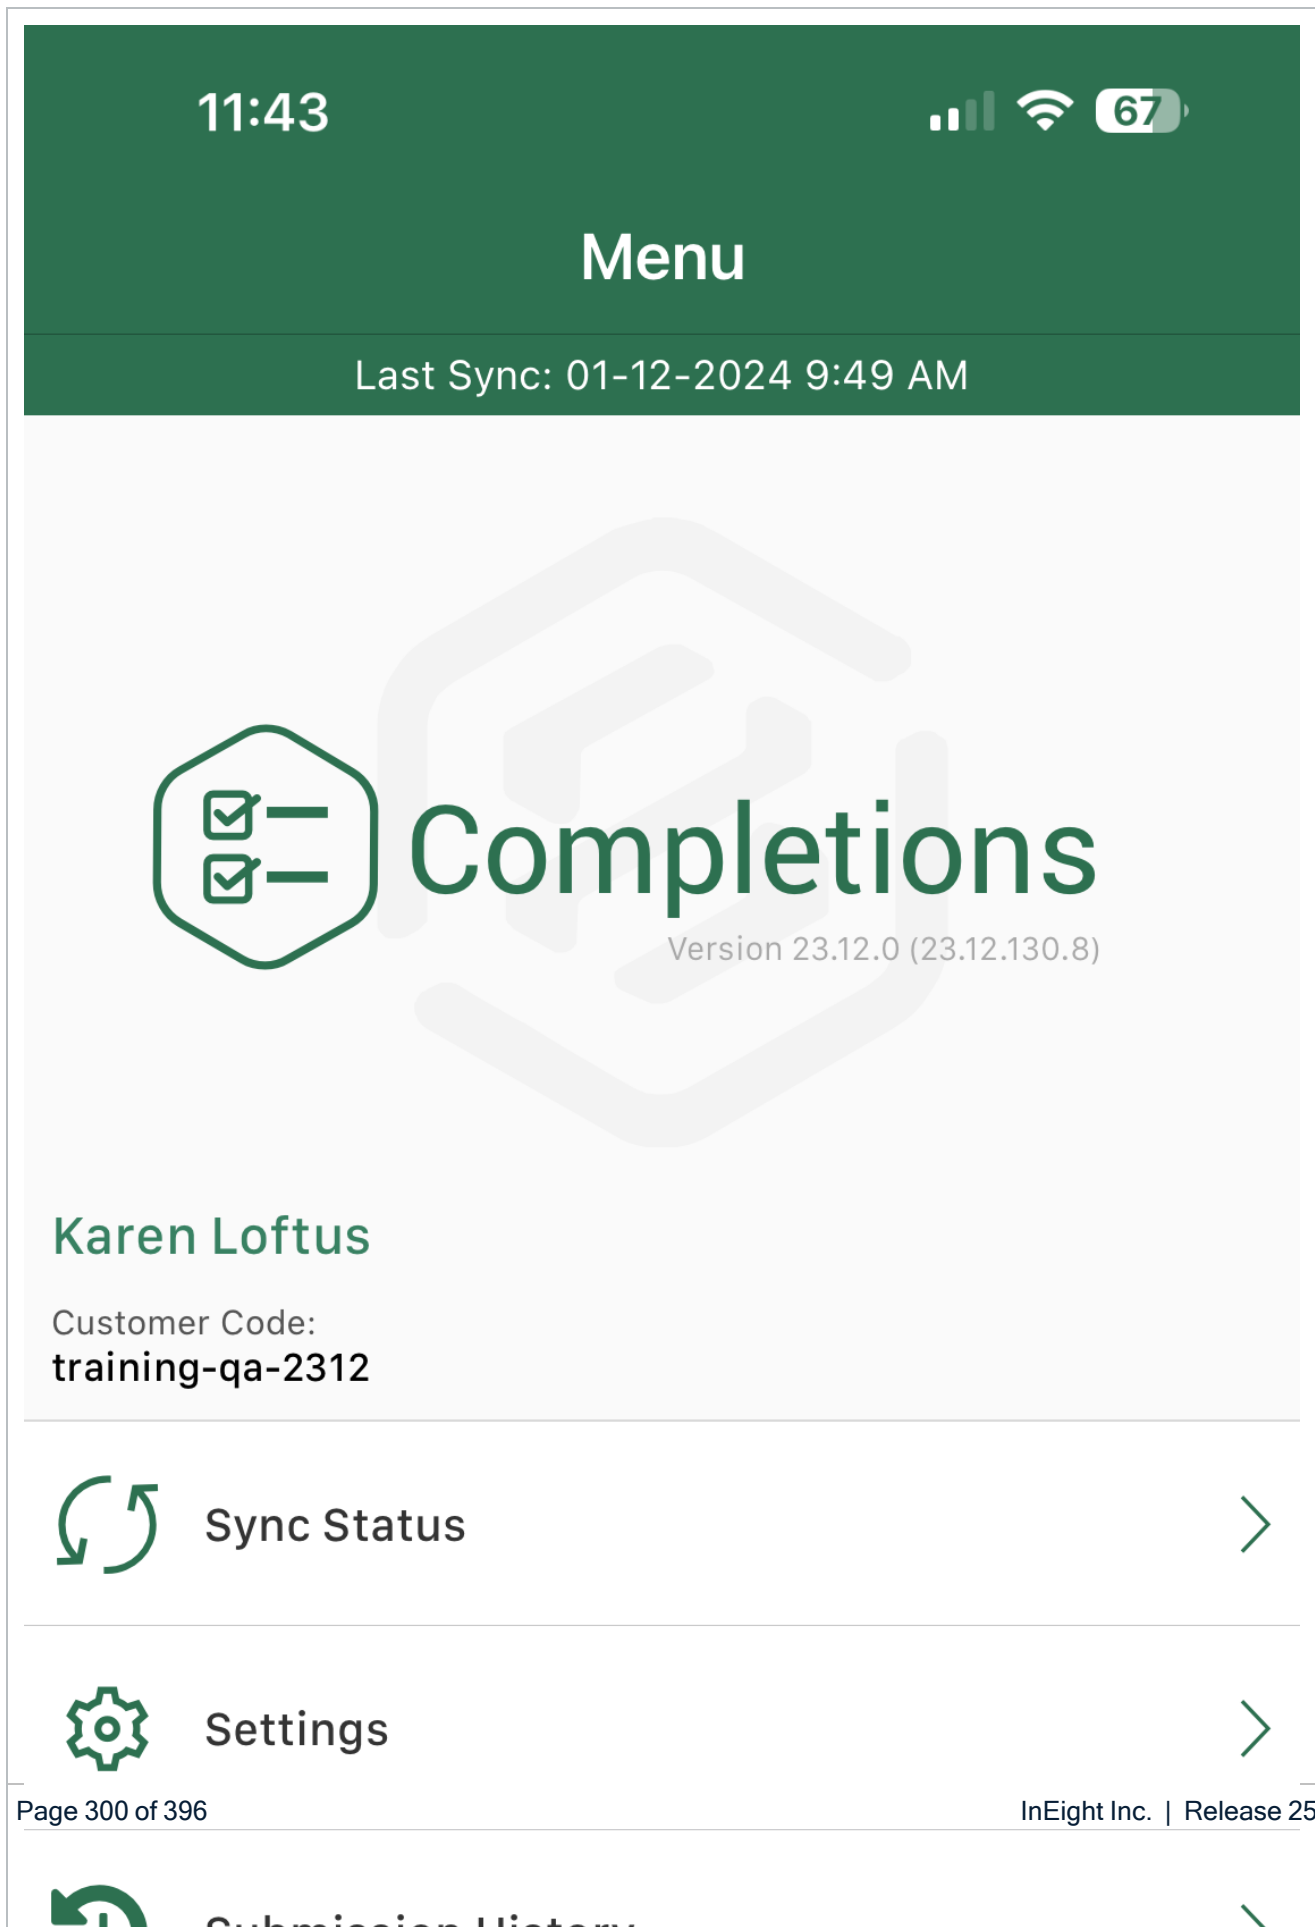 11:43
67
Menu
Last Sync: 01-12-2024 9:49 AM
Completions
Version 23.12.0 (23.12.130.8)
Karen Loftus
Customer Code:
training-qa-2312
Sync Status
Settings
Page 300 of 396
InEight Inc. | Release 25
Submission History